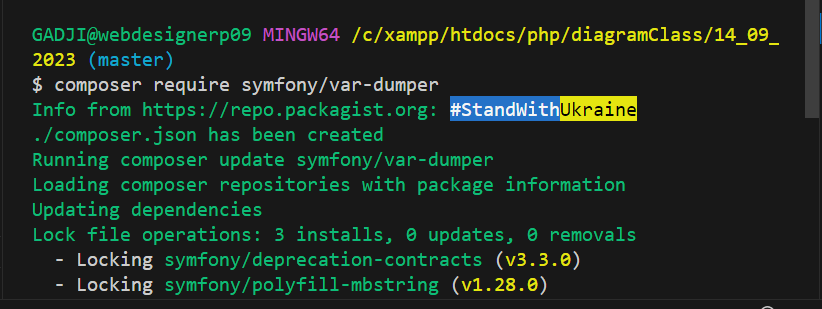 GADJI@webdesignerp09 MINGW64 /c/xampp/htdocs/php/diagramClass/14_09_
2023 (master)
$ composer require symfony/var-dumper
Info from https://repo.packagist.org: #StandWithUkraine
./composer.json has been created
Running composer update symfony/var-dumper
Loading composer repositories with package information
Updating dependencies
Lock file operations: 3 installs, 0 updates, 0 removals
  - Locking symfony/deprecation-contracts (v3.3.0)
  - Locking symfony/polyfill-mbstring (v1.28.0)